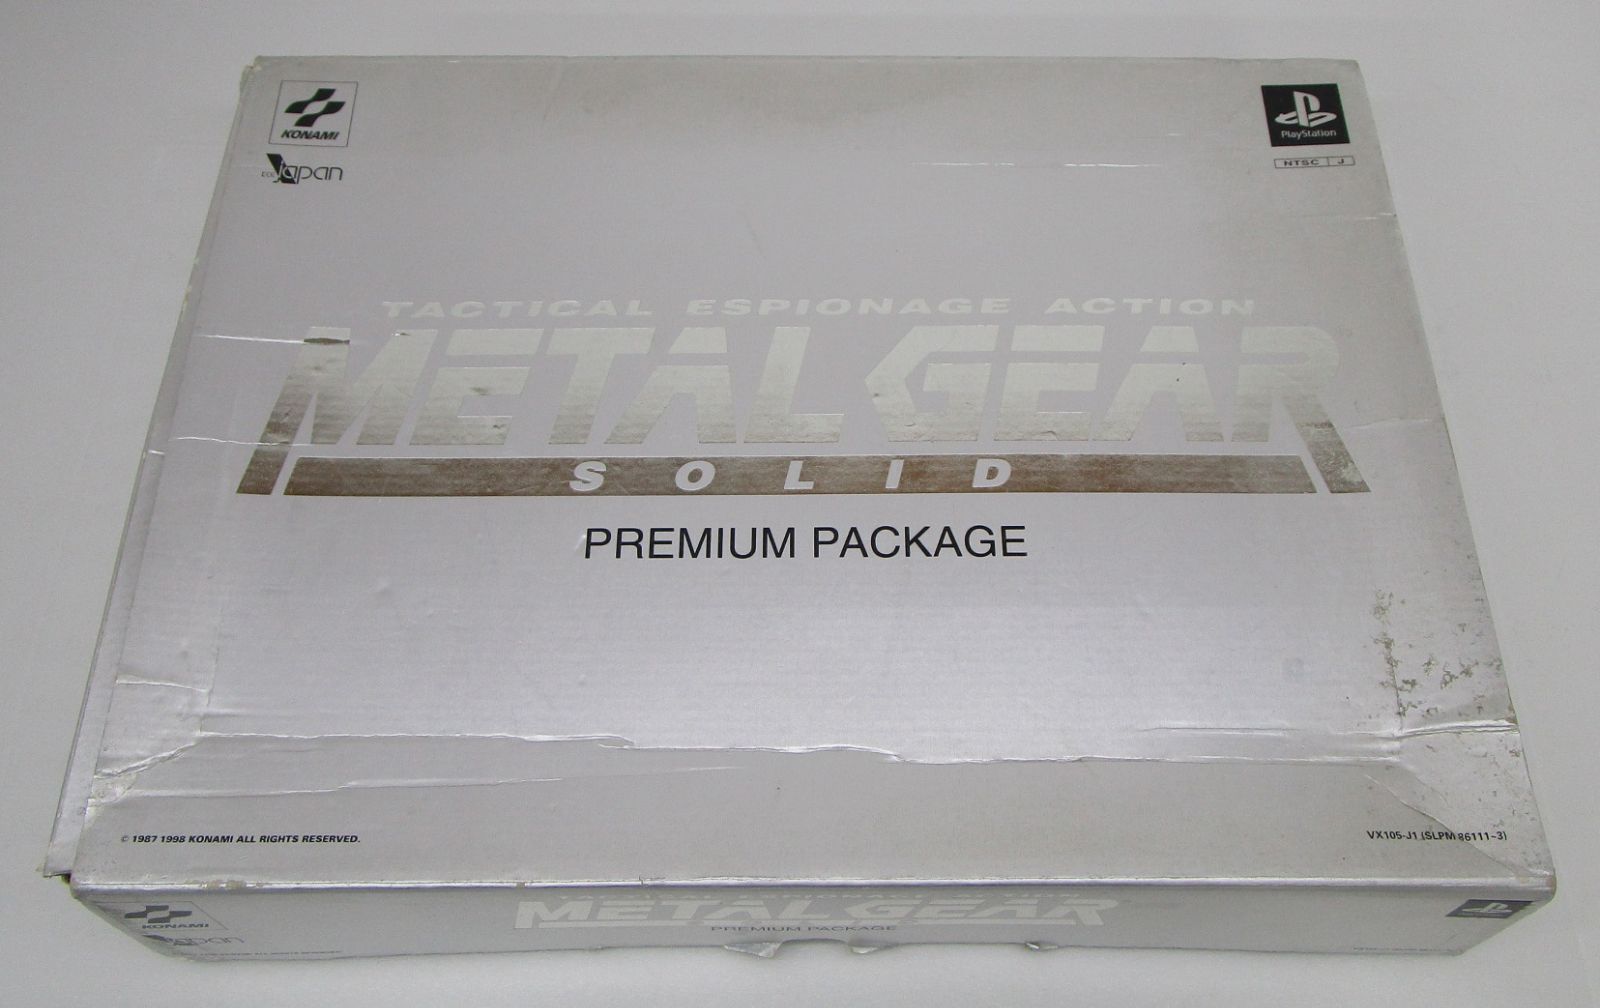 KONAMI
KCE Japan
PlayStation
NTSC J
TACTICAL ESPIONAGE ACTION
METAL GEAR
SOLID
PREMIUM PACKAGE
© 1987 1998 KONAMI ALL RIGHTS RESERVED.
VX105-J1 (SLPM 86111~3)
KONAMI
Japan
METAL GEAR
PREMIUM PACKAGE